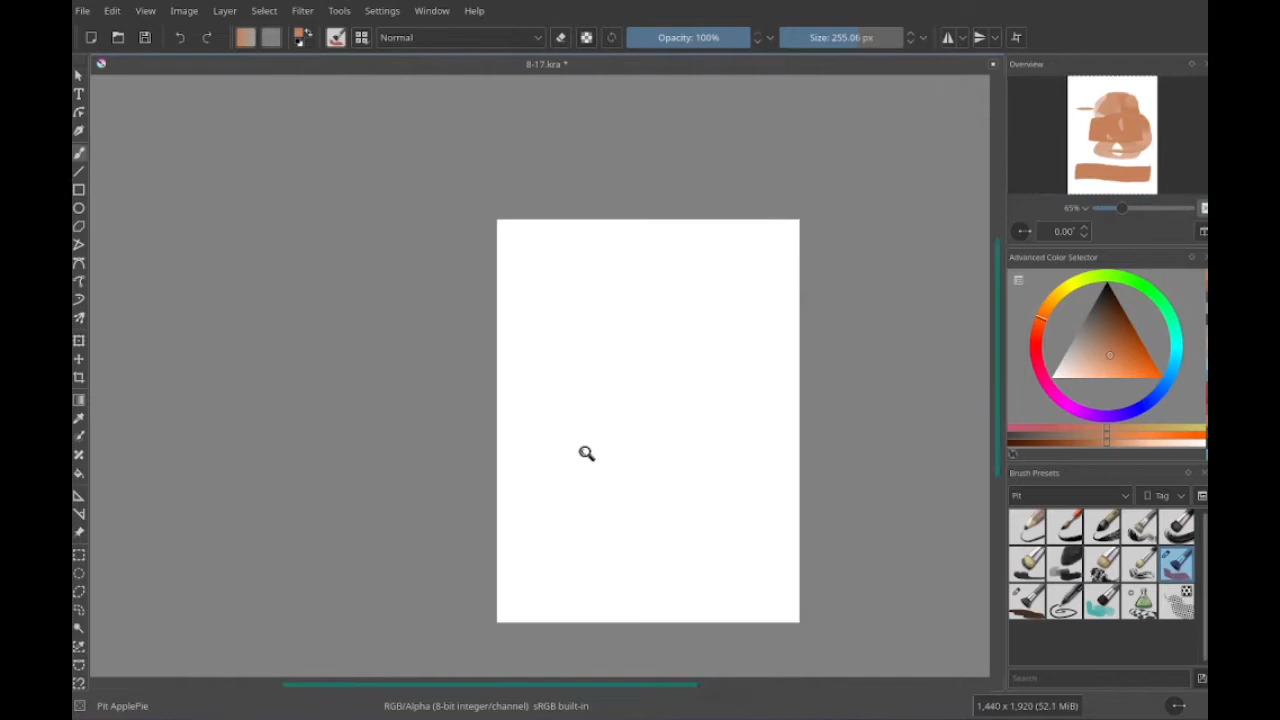 File Edit View Image Layer Select Filter Tools Settings Window Help
Normal Opacity: 100% Size: 255.06 px
8-17.kra *
Overview
65%
0.00°
Advanced Color Selector
Brush Presets
Pit Tag
Search
Pit ApplePie RGB/Alpha (8-bit integer/channel) sRGB built-in 1,440 x 1,920 (52.1 MiB)